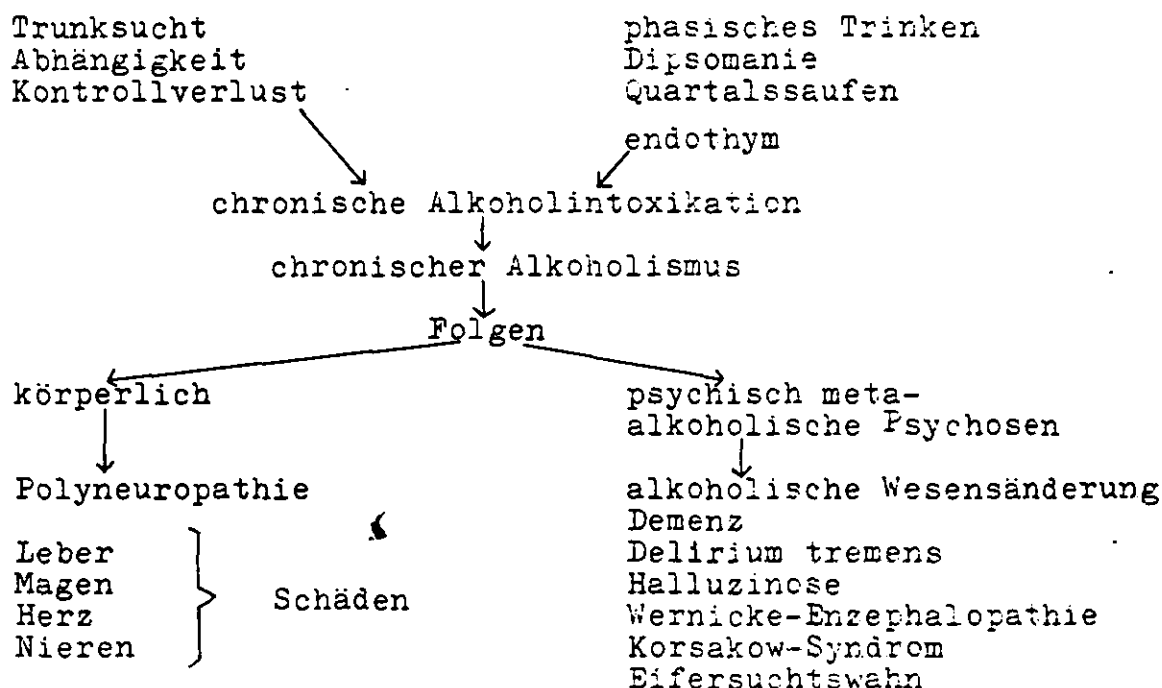 Trunksucht
Abhängigkeit
Kontrollverlust
phasisches Trinken
Dipsomanie
Quartalssaufen
endothym
chronische Alkoholintoxikation
chronischer Alkoholismus
Folgen
körperlich
psychisch meta-
alkoholische Psychosen
Polyneuropathie
Leber
Magen
Herz
Nieren
Schäden
alkoholische Wesensänderung
Demenz
Delirium tremens
Halluzinose
Wernicke-Enzephalopathie
Korsakow-Syndrom
Eifersuchtswahn